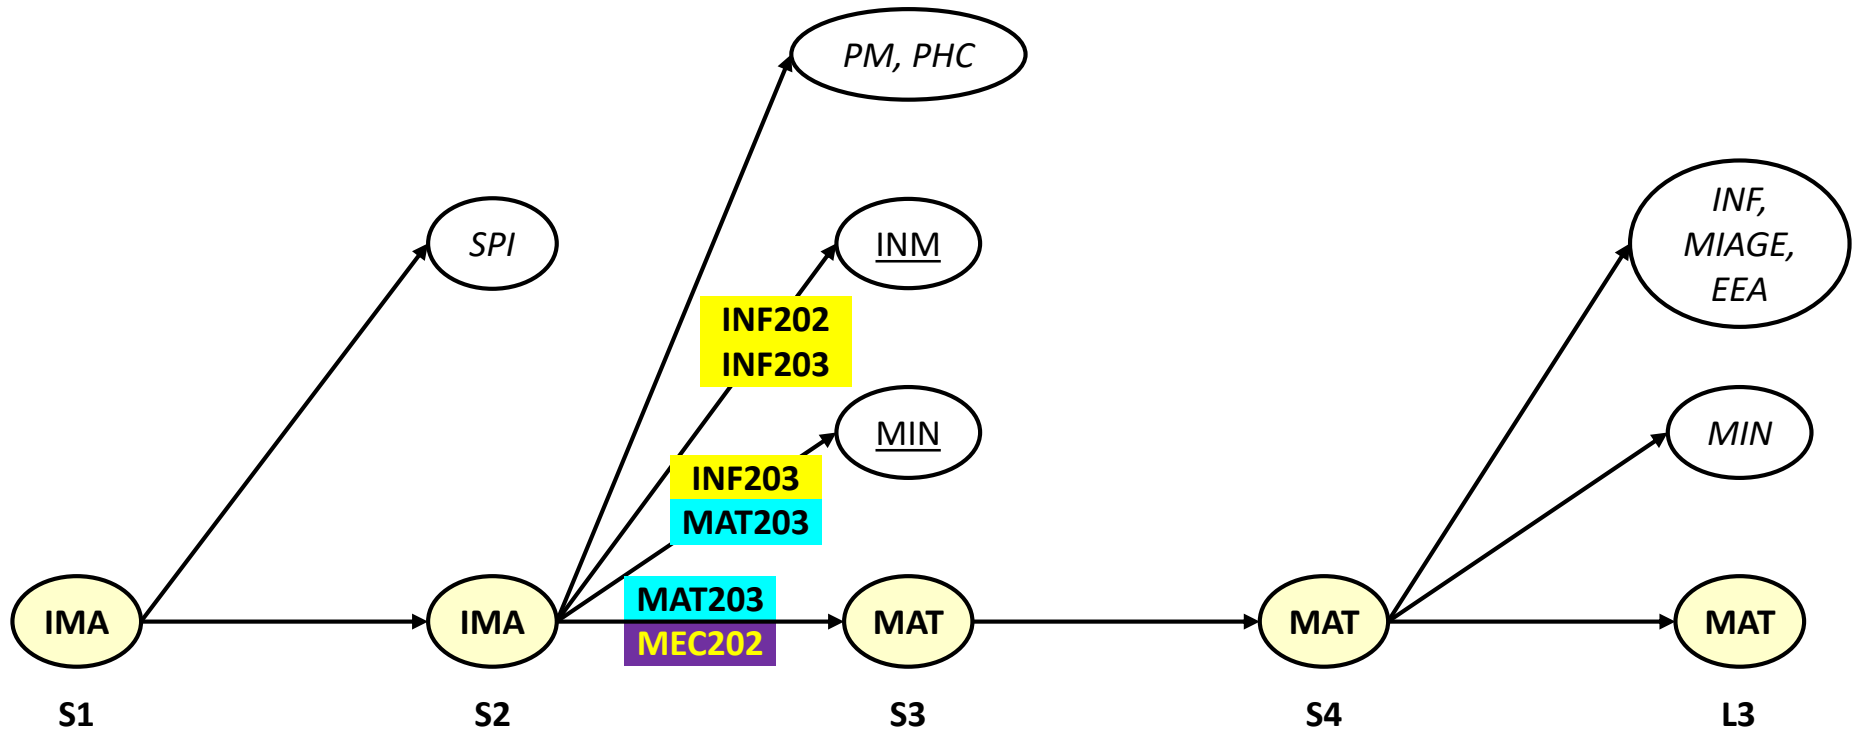 PM, PHC
SPI
INM
INF,
MIAGE,
EEA
INF202
INF203
MIN
MIN
INF203
MAT203
MAT203
MEC202
IMA
IMA
MAT
MAT
MAT
S1
S2
S3
S4
L3